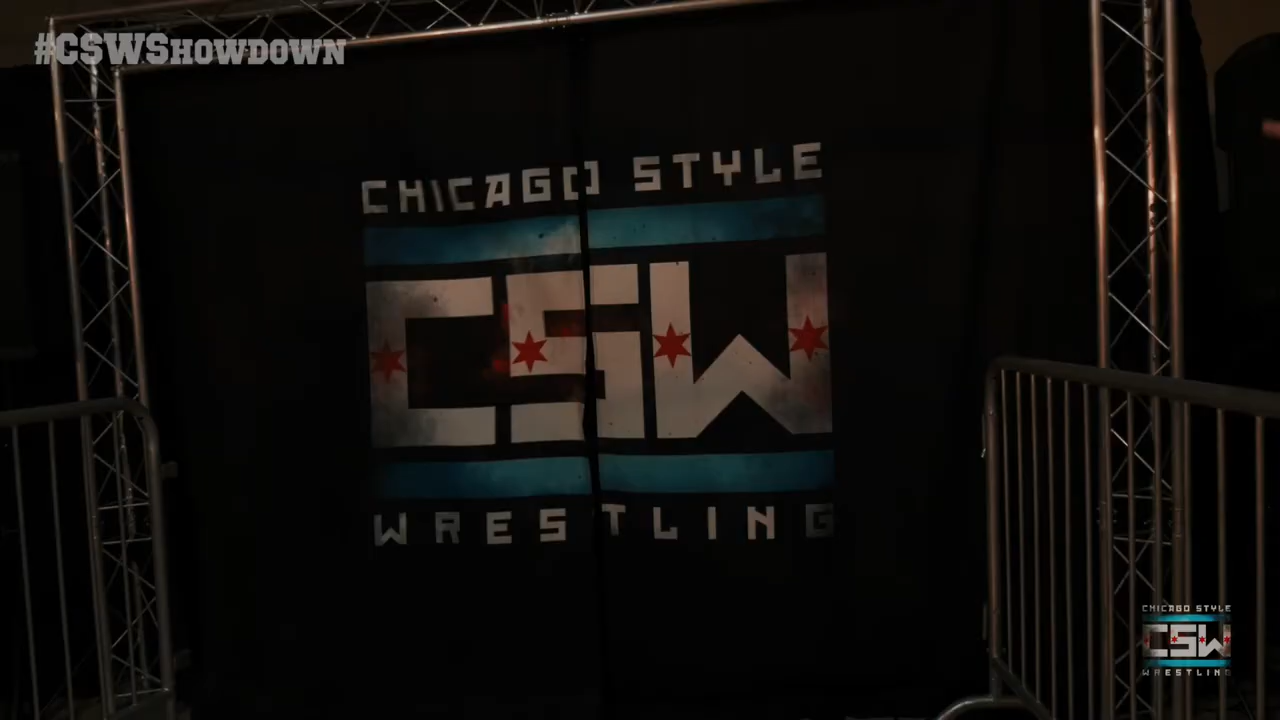 #CSWSHOWDOWN
CHICAGO STYLE
CSW
WRESTLING
CHICAGO STYLE
CSW
WRESTLING